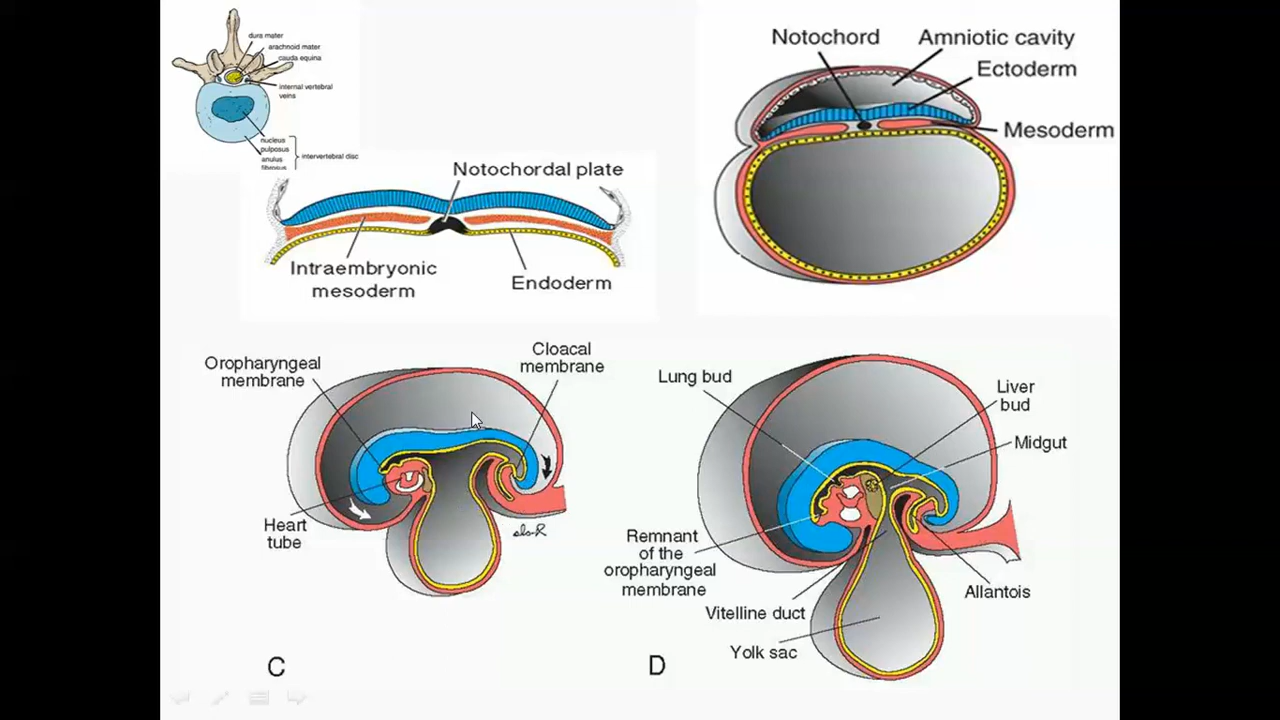 dura mater
arachnoid mater
cauda equina
internal vertebral
veins
nucleus
pulposus
anulus
fibrosus
intervertebral disc
Notochordal plate
Intraembryonic
mesoderm
Endoderm
Notochord
Amniotic cavity
Ectoderm
Mesoderm
Oropharyngeal
membrane
Cloacal
membrane
Heart
tube
C
Lung bud
Liver
bud
Midgut
Remnant
of the
oropharyngeal
membrane
Vitelline duct
Yolk sac
Allantois
D